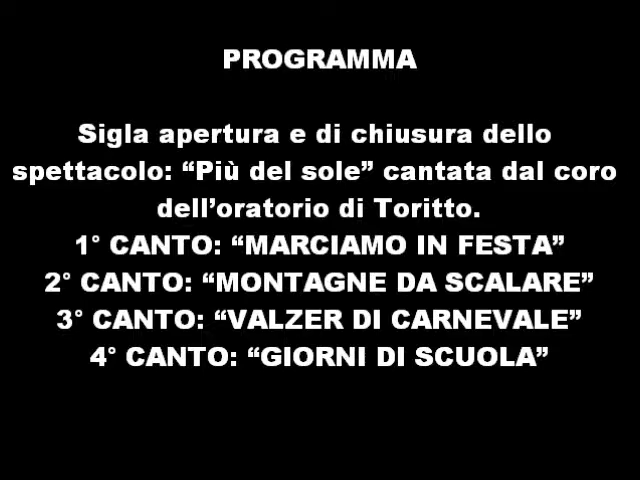 PROGRAMMA
Sigla apertura e di chiusura dello
spettacolo: “Più del sole” cantata dal coro
dell’oratorio di Toritto.
1° CANTO: “MARCIAMO IN FESTA”
2° CANTO: “MONTAGNE DA SCALARE”
3° CANTO: “VALZER DI CARNEVALE”
4° CANTO: “GIORNI DI SCUOLA”